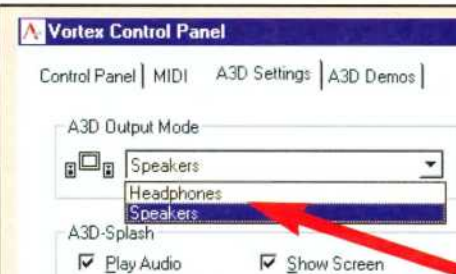 Vortex Control Panel
Control Panel MIDI A3D Settings A3D Demos
A3D Output Mode
Speakers
Headphones
Speakers
A3D-Splash
Play Audio Show Screen